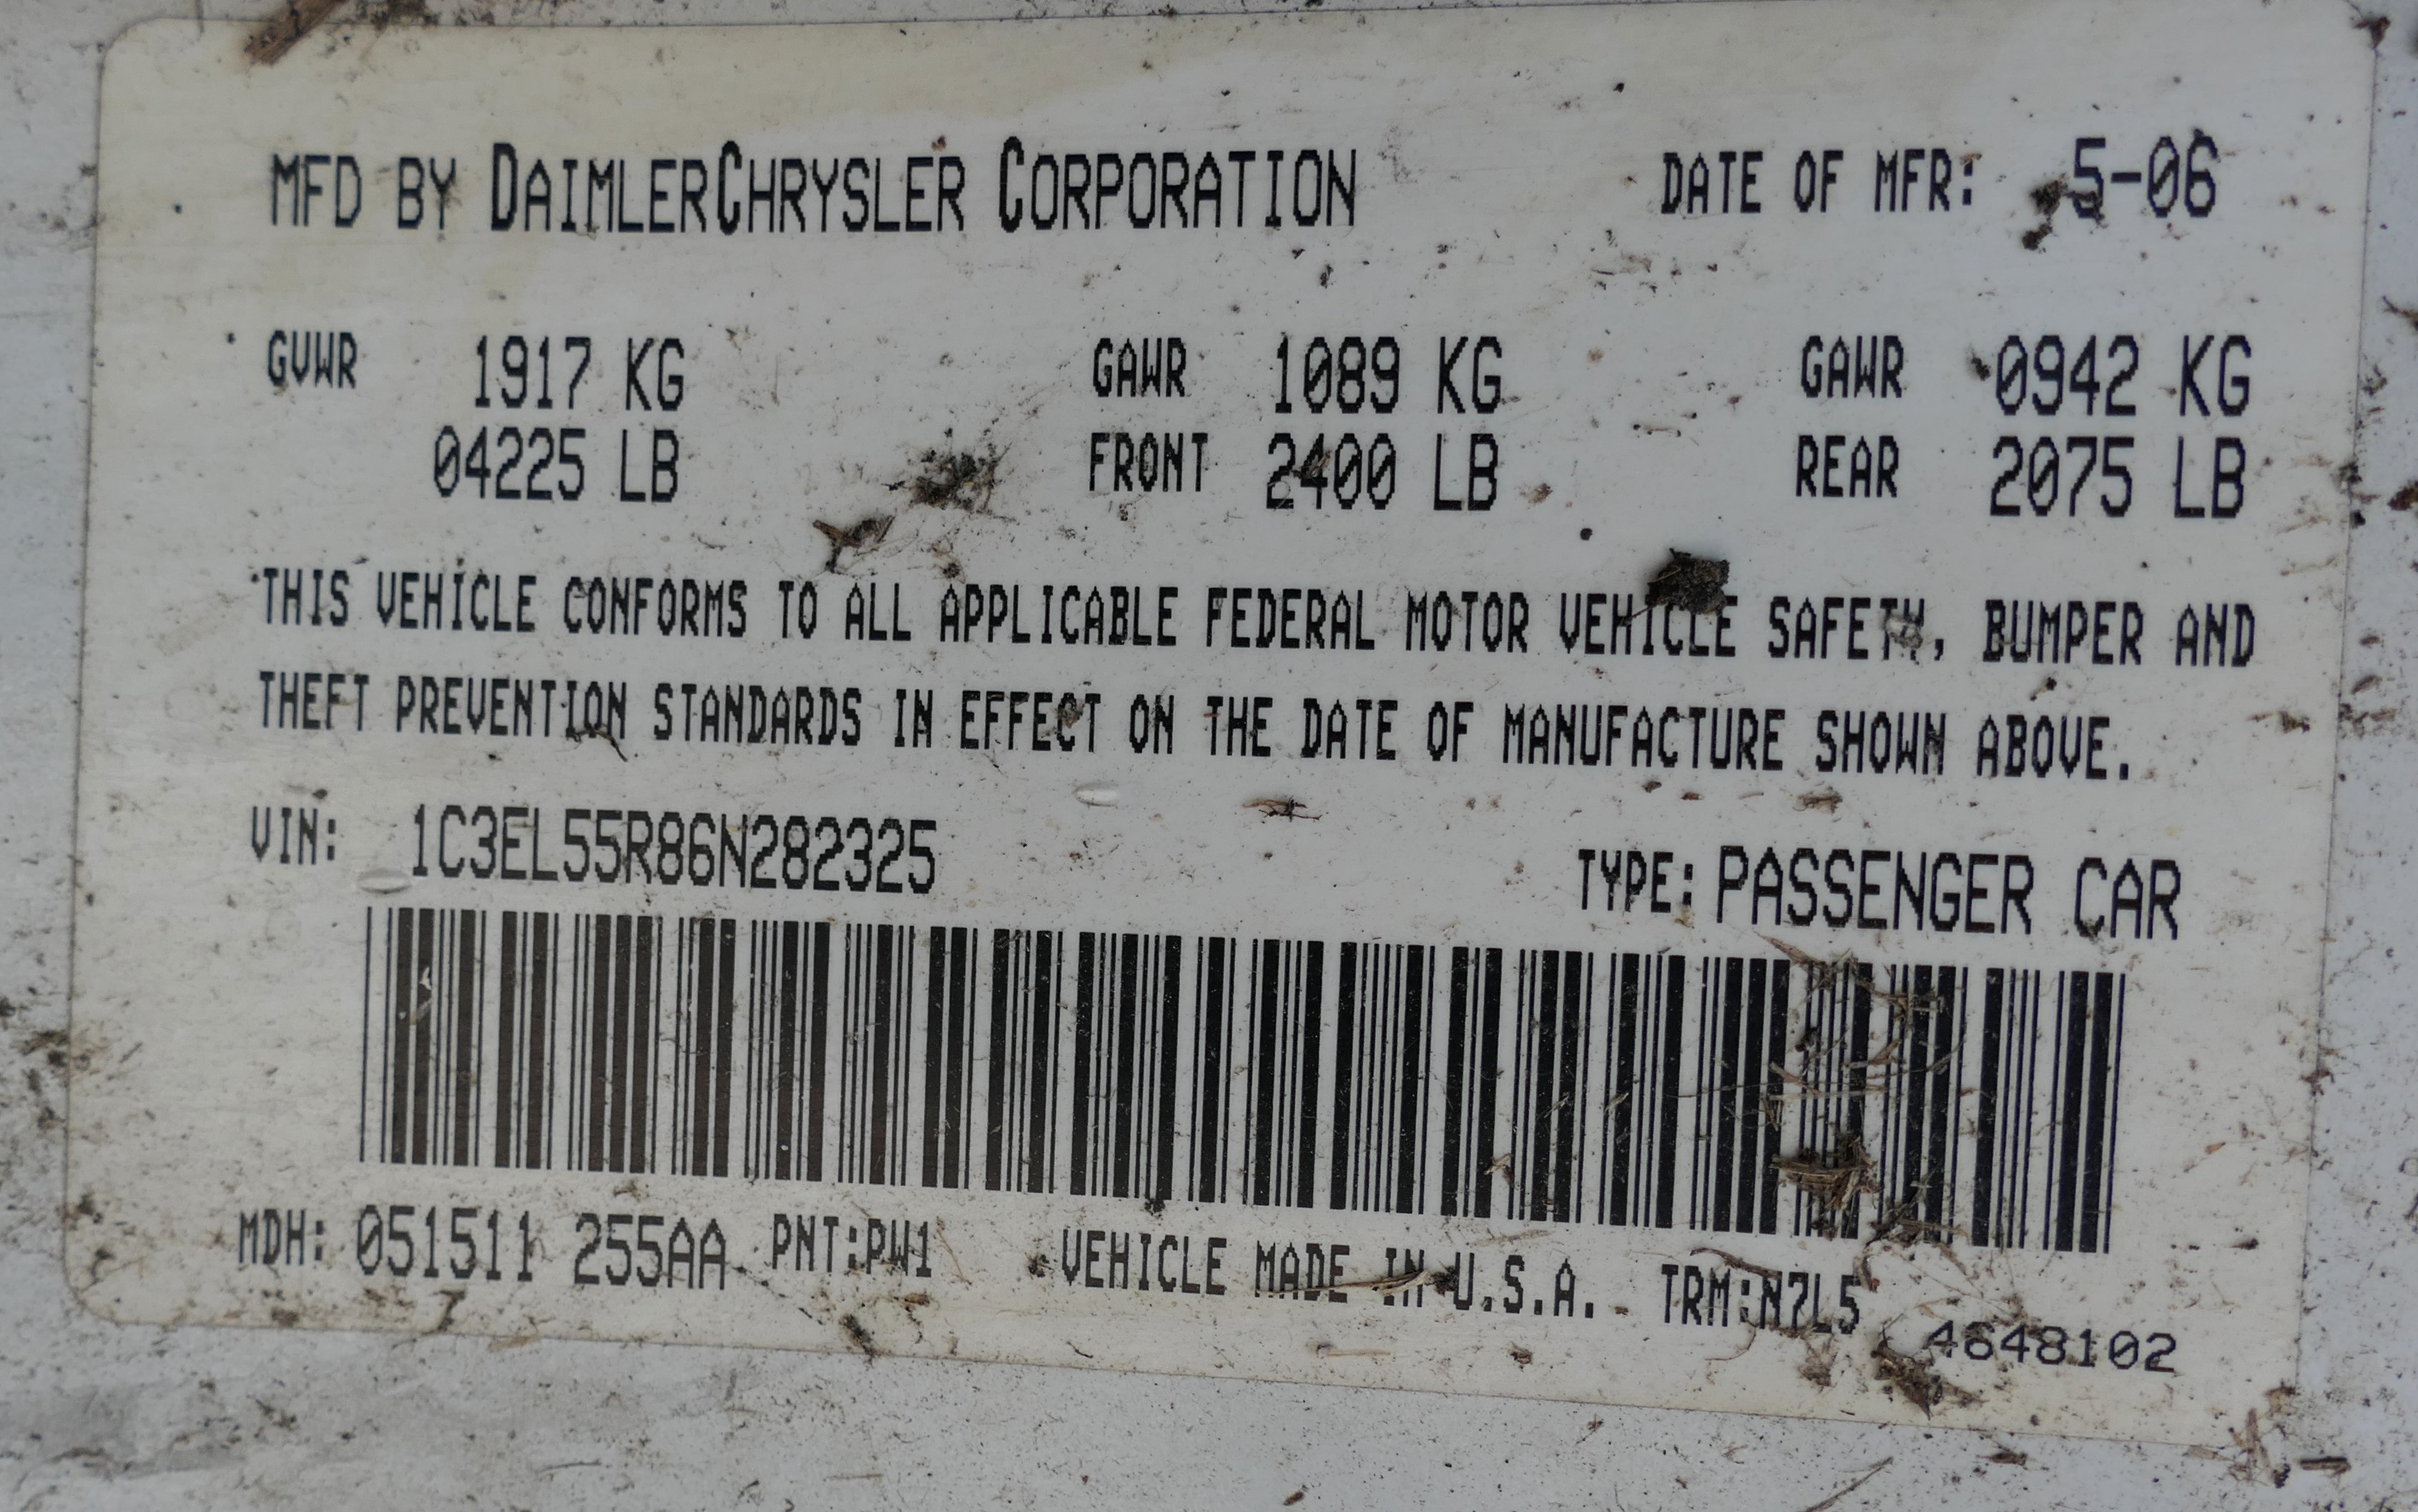 MFD BY DAIMLERCHRYSLER CORPORATION DATE OF MFR: 5-06
GVWR 1917 KG GAWR 1089 KG GAWR 0942 KG
04225 LB FRONT 2400 LB REAR 2075 LB
THIS VEHICLE CONFORMS TO ALL APPLICABLE FEDERAL MOTOR VEHICLE SAFETY, BUMPER AND
THEFT PREVENTION STANDARDS IN EFFECT ON THE DATE OF MANUFACTURE SHOWN ABOVE.
VIN: 1C3EL55R86N282325 TYPE: PASSENGER CAR
MDH: 051511 255AA PNT:PW1 VEHICLE MADE IN U.S.A. TRM:N7L5
4648102